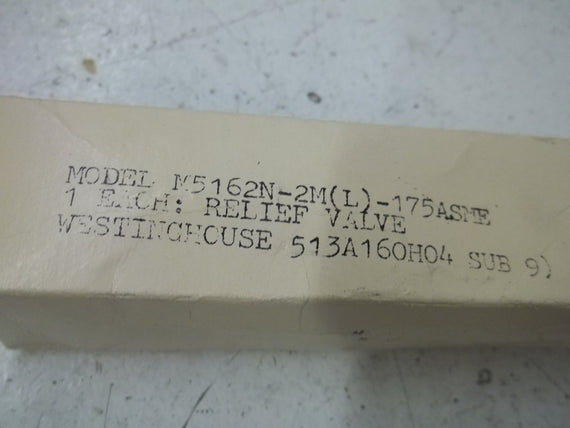 MODEL M5162N-2M(L)-175ASME
1 EACH: RELIEF VALVE
WESTINGHOUSE 513A160H04 SUB 9)